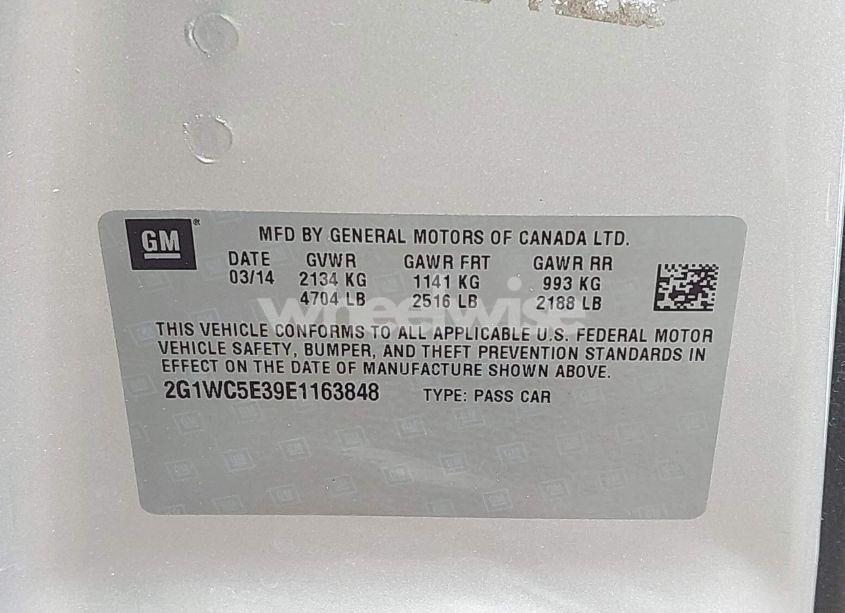 GM ®
MFD BY GENERAL MOTORS OF CANADA LTD.
DATE GVWR GAWR FRT GAWR RR
03/14 2134 KG 1141 KG 993 KG
4704 LB 2516 LB 2188 LB
wheelwise
THIS VEHICLE CONFORMS TO ALL APPLICABLE U.S. FEDERAL MOTOR
VEHICLE SAFETY, BUMPER, AND THEFT PREVENTION STANDARDS IN
EFFECT ON THE DATE OF MANUFACTURE SHOWN ABOVE.
2G1WC5E39E1163848 TYPE: PASS CAR